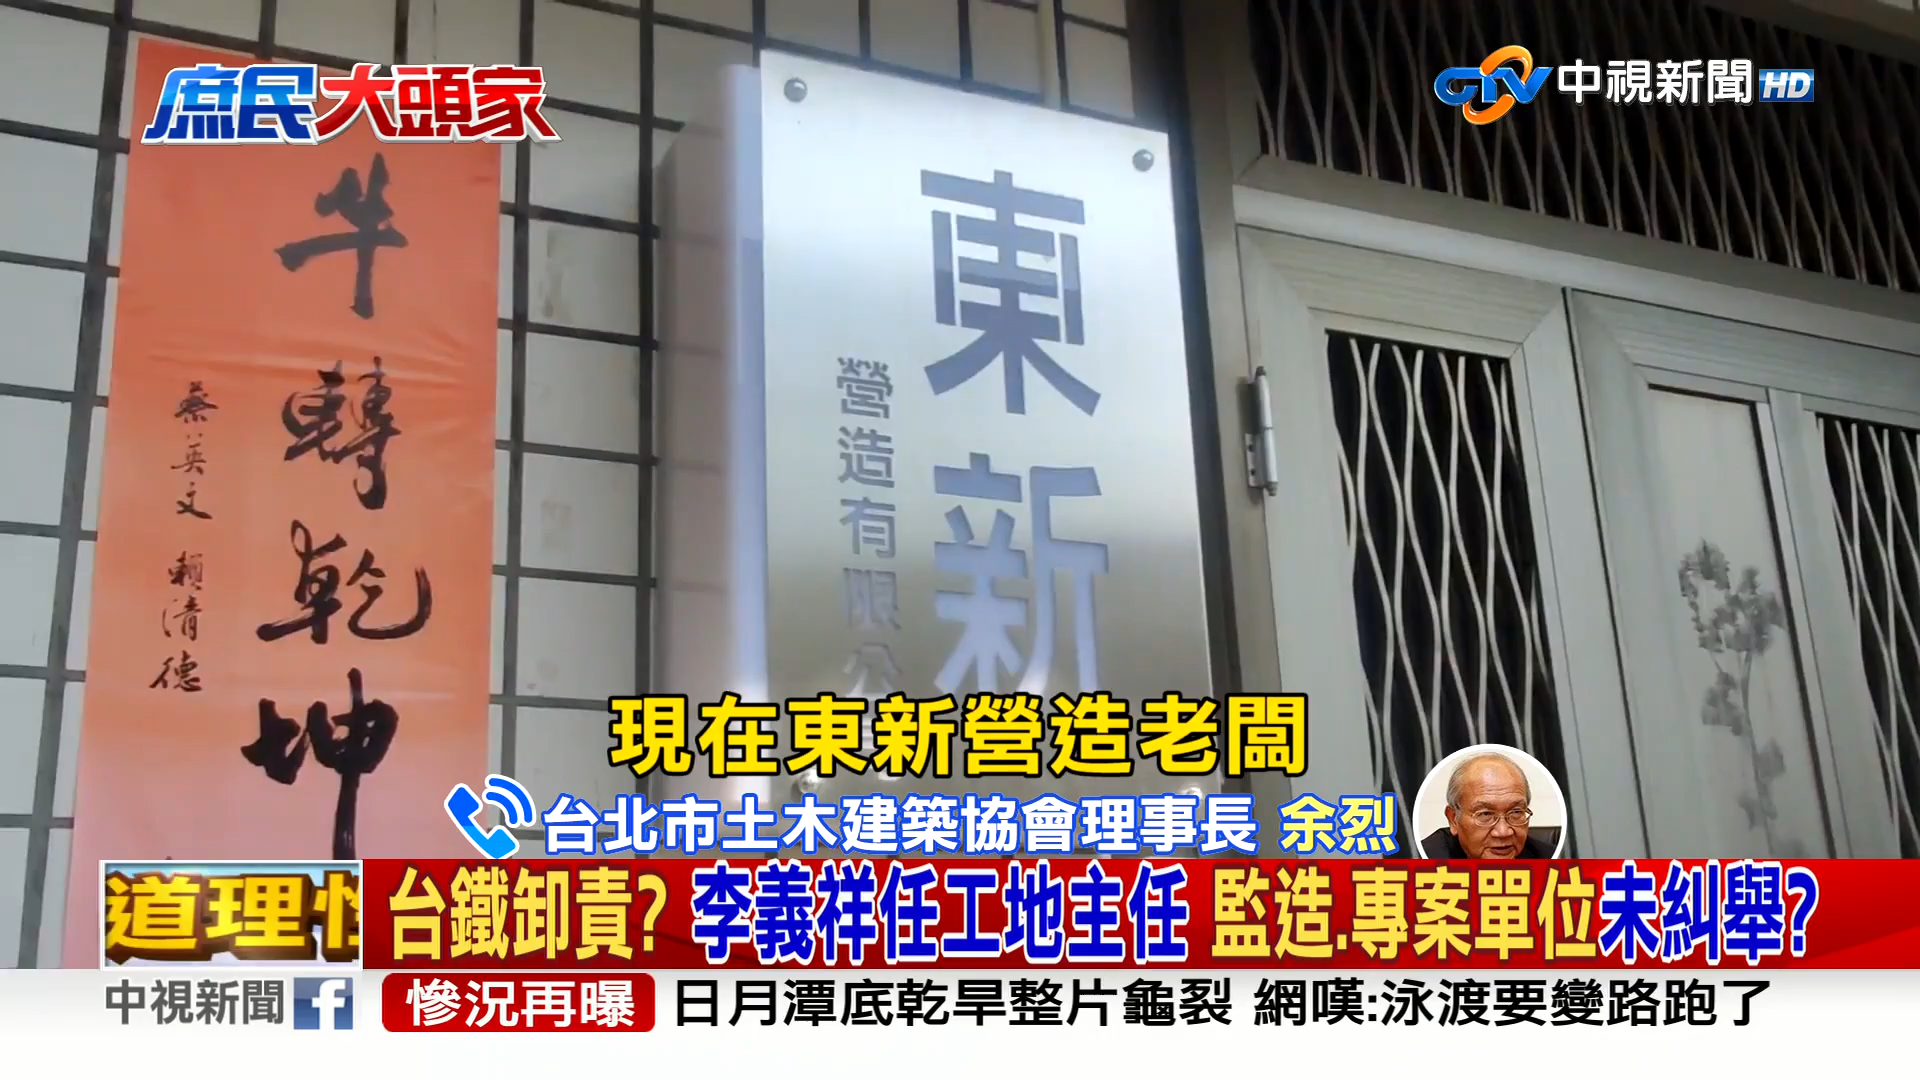 庶民大頭家
CTV中視新聞HD
牛轉乾坤
蔡英文 賴清德
東新
營造有限公
現在東新營造老闆
台北市土木建築協會理事長 余烈
道理性
台鐵卸責? 李義祥任工地主任 監造.專案單位未糾舉?
中視新聞 f
慘況再曝 日月潭底乾旱整片龜裂 網嘆:泳渡要變路跑了